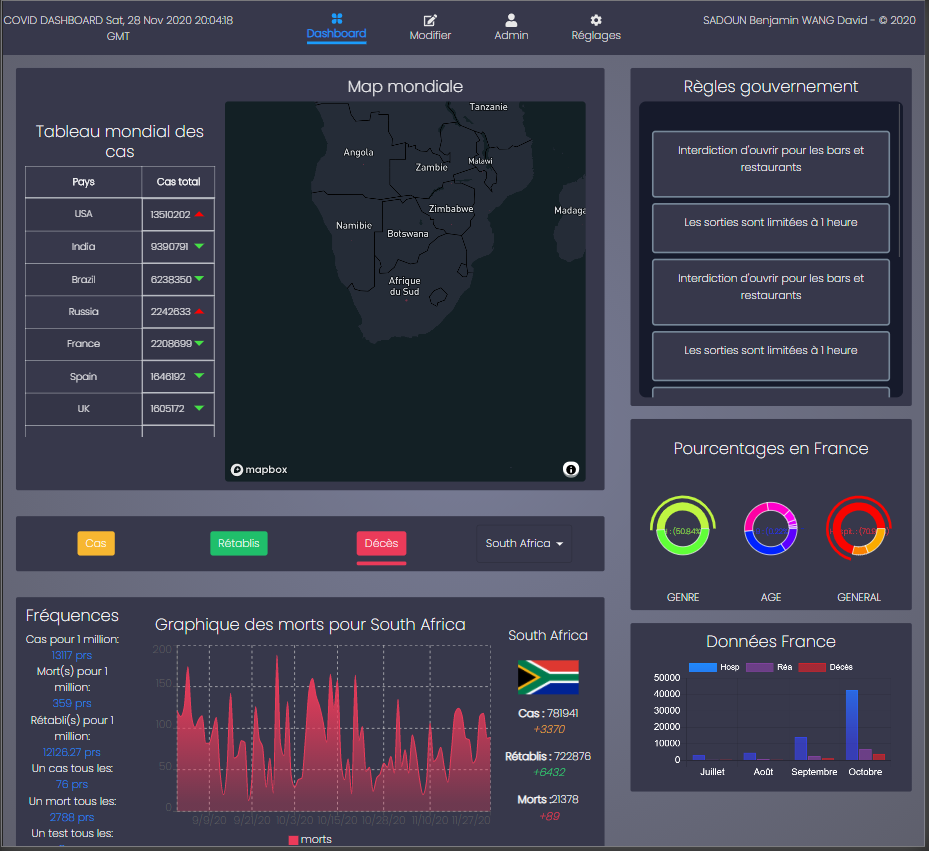 COVID DASHBOARD Sat, 28 Nov 2020 20:04:18
GMT
Dashboard
Modifier
Admin
Réglages
SADOUN Benjamin WANG David - © 2020
Map mondiale
Tableau mondial des
cas
Pays Cas total
USA 13510202
India 9390791
Brazil 6238350
Russia 2242633
France 2208699
Spain 1646192
UK 1605172
Tanzanie
Angola
Zambie
Malawi
Zimbabwe
Namibie
Botswana
Madaga
Afrique
du Sud
mapbox
Règles gouvernement
Interdiction d'ouvrir pour les bars et
restaurants
Les sorties sont limitées à 1 heure
Interdiction d'ouvrir pour les bars et
restaurants
Les sorties sont limitées à 1 heure
Pourcentages en France
GENRE
AGE
GENERAL
Cas
Rétablis
Décès
South Africa
Fréquences
Cas pour 1 million:
13117 prs
Mort(s) pour 1
million:
359 prs
Rétabli(s) pour 1
million:
12126.27 prs
Un cas tous les:
76 prs
Un mort tous les:
2788 prs
Un test tous les:
Graphique des morts pour South Africa
200
150
100
50
0
9/9/20 9/21/20 10/3/20 10/15/20 10/28/20 11/10/20 11/27/20
morts
South Africa
Cas : 781941
+3370
Rétablis :722876
+6432
Morts :21378
+89
Données France
Hosp Réa Décès
50000
40000
30000
20000
10000
0
Juillet Août Septembre Octobre